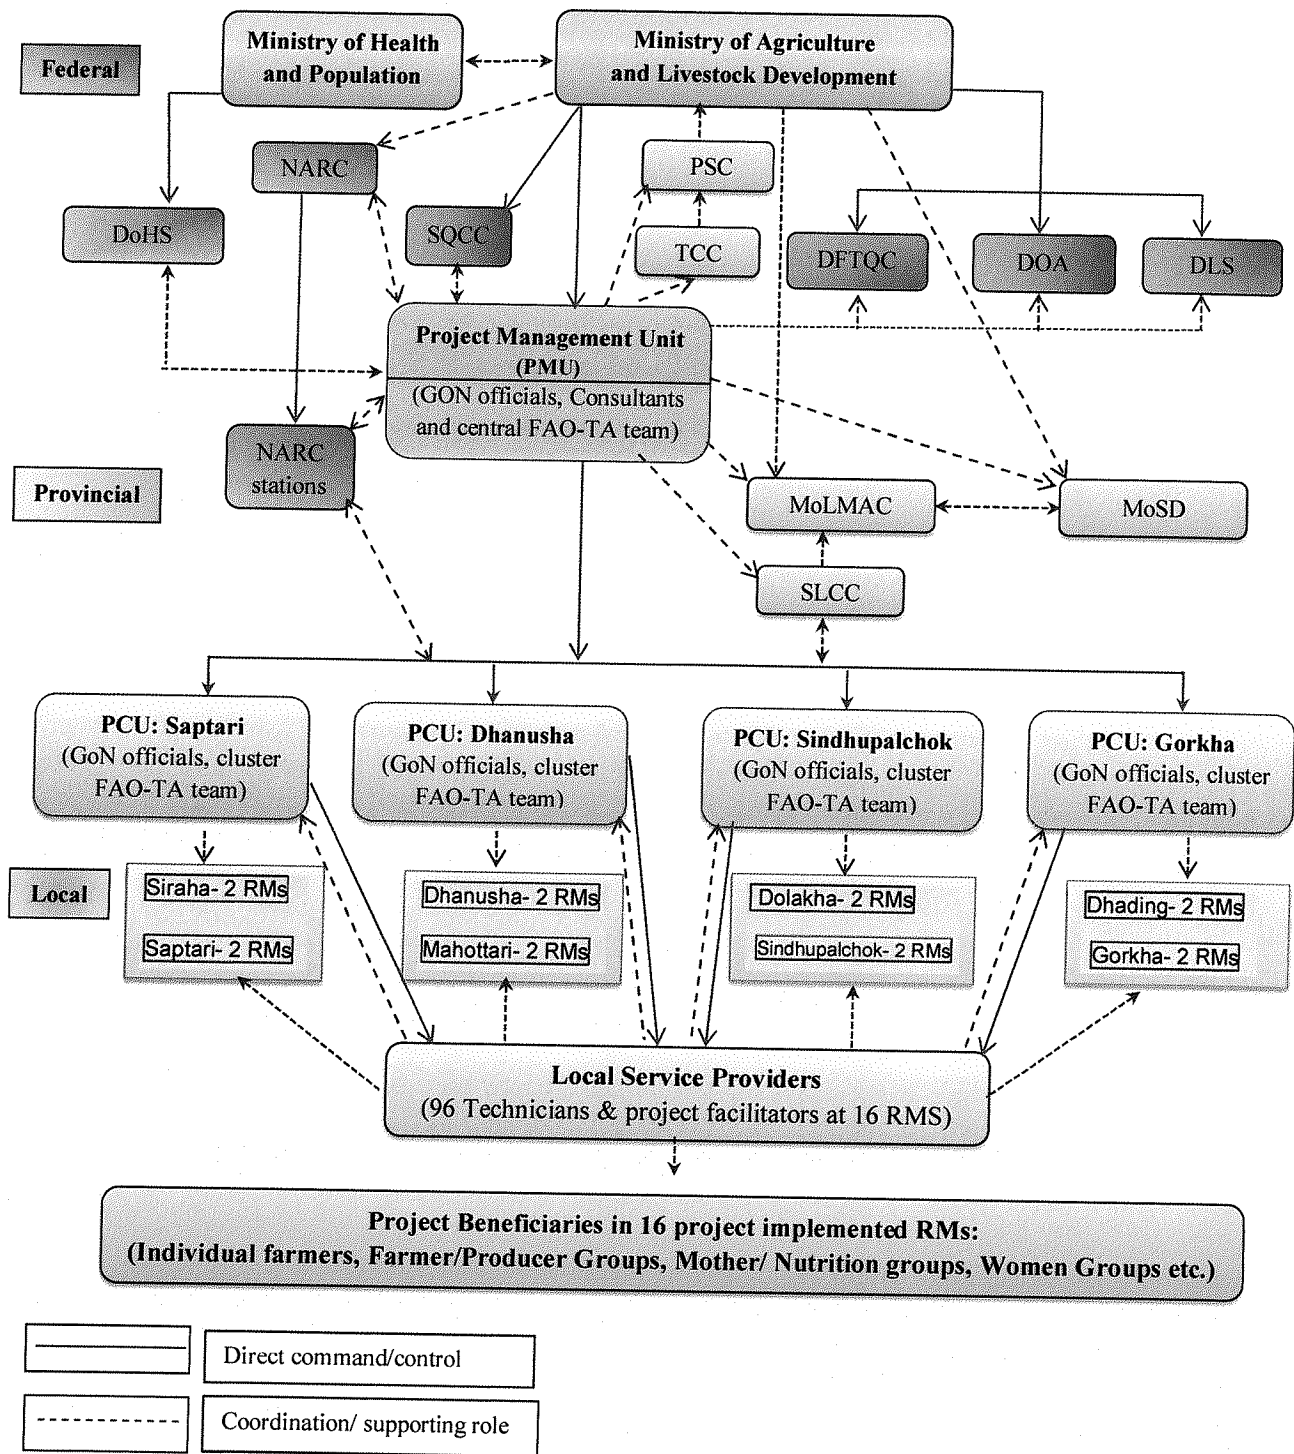 Ministry of Health
and Population
Ministry of Agriculture
and Livestock Development
Federal
NARC
PSC
DoHS
SQCC
TCC
DFTQC
DOA
DLS
Project Management Unit
(PMU)
(GON officials, Consultants
and central FAO-TA team)
NARC
stations
Provincial
MoLMAC
MoSD
SLCC
PCU: Saptari
(GoN officials, cluster
FAO-TA team)
PCU: Dhanusha
(GoN officials, cluster
FAO-TA team)
PCU: Sindhupalchok
(GoN officials, cluster
FAO-TA team)
PCU: Gorkha
(GoN officials, cluster
FAO-TA team)
Local
Siraha- 2 RMs
Saptari- 2 RMs
Dhanusha- 2 RMs
Mahottari- 2 RMs
Dolakha- 2 RMs
Sindhupalchok- 2 RMs
Dhading- 2 RMs
Gorkha- 2 RMs
Local Service Providers
(96 Technicians & project facilitators at 16 RMS)
Project Beneficiaries in 16 project implemented RMs:
(Individual farmers, Farmer/Producer Groups, Mother/ Nutrition groups, Women Groups etc.)
Direct command/control
Coordination/ supporting role